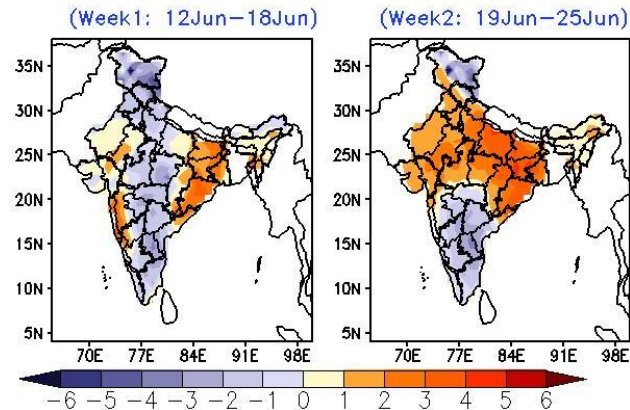 (Week1: 12Jun−18Jun)
(Week2: 19Jun−25Jun)
35N
30N
25N
20N
15N
10N
5N
70E 77E 84E 91E 98E
35N
30N
25N
20N
15N
10N
5N
70E 77E 84E 91E 98E
−6 −5 −4 −3 −2 −1 0 1 2 3 4 5 6